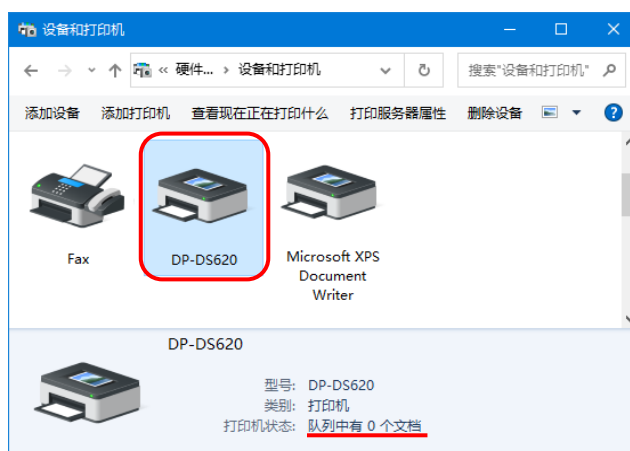 设备和打印机
« 硬件... › 设备和打印机
搜索"设备和打印机"
添加设备 添加打印机 查看现在正在打印什么 打印服务器属性 删除设备
Fax
DP-DS620
Microsoft XPS
Document
Writer
DP-DS620
型号: DP-DS620
类别: 打印机
打印机状态: 队列中有 0 个文档